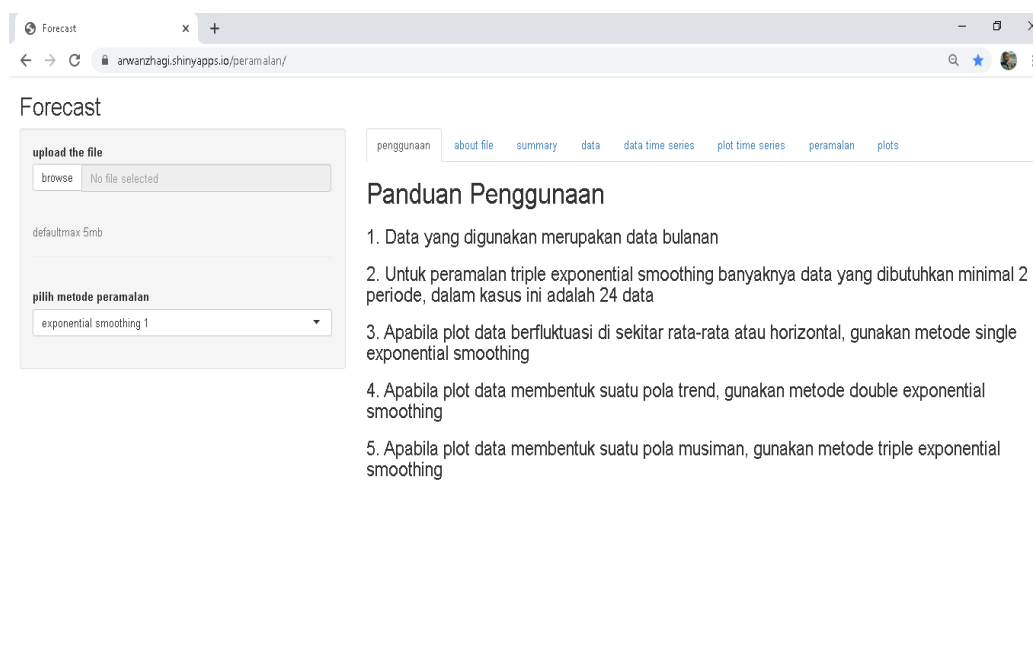 Forecast
arwanzhagi.shinyapps.io/peramalan/
Forecast
upload the file
browse No file selected
defaultmax 5mb
pilih metode peramalan
exponential smoothing 1
penggunaan about file summary data data time series plot time series peramalan plots
Panduan Penggunaan
1. Data yang digunakan merupakan data bulanan
2. Untuk peramalan triple exponential smoothing banyaknya data yang dibutuhkan minimal 2
periode, dalam kasus ini adalah 24 data
3. Apabila plot data berfluktuasi di sekitar rata-rata atau horizontal, gunakan metode single
exponential smoothing
4. Apabila plot data membentuk suatu pola trend, gunakan metode double exponential
smoothing
5. Apabila plot data membentuk suatu pola musiman, gunakan metode triple exponential
smoothing